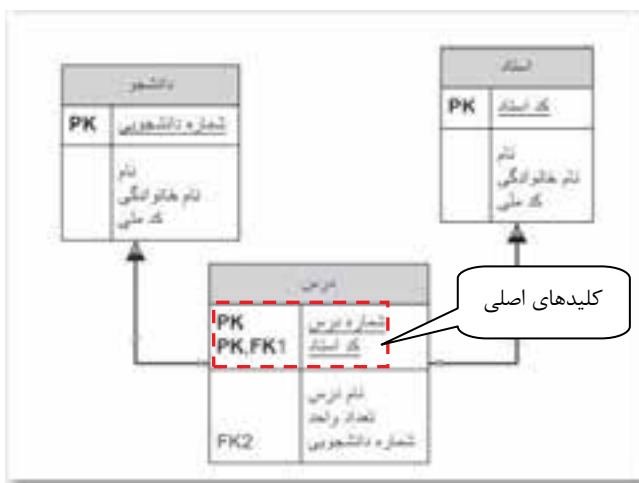 استاد
PK کد استاد
نام
نام خانوادگی
کد ملی
دانشجو
PK شماره دانشجویی
نام
نام خانوادگی
کد ملی
کلیدهای اصلی
درس
PK شماره درس
PK,FK1 کد استاد
نام درس
تعداد واحد
FK2 شماره دانشجویی